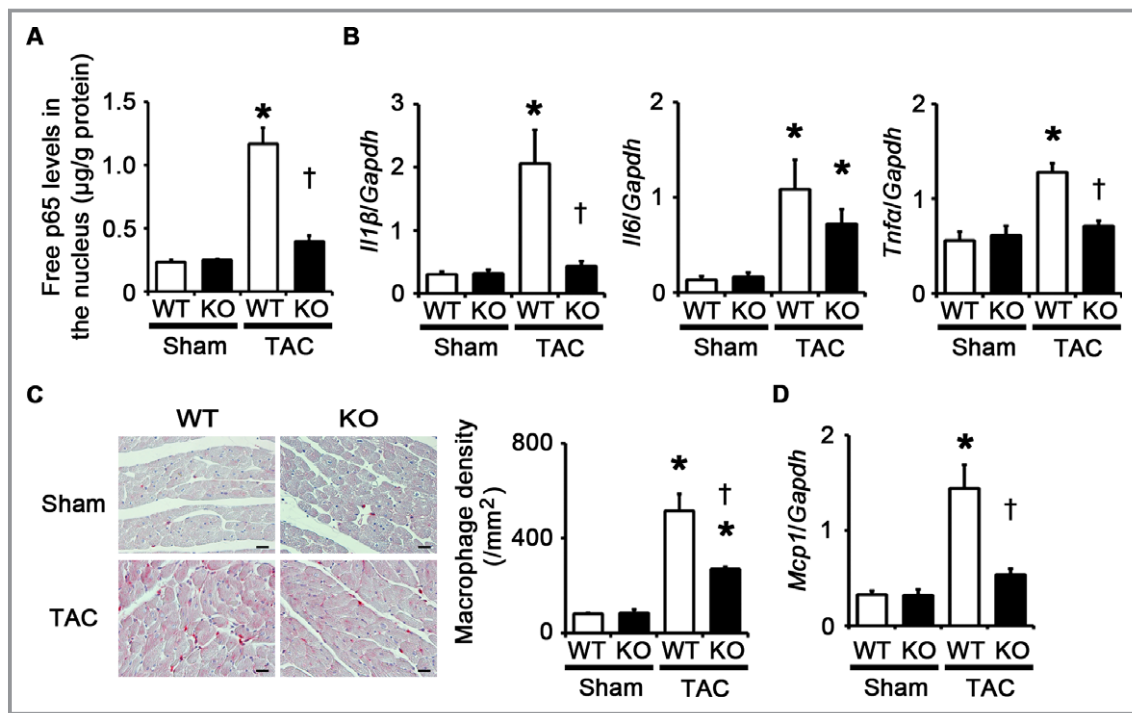 A
Free p65 levels in
the nucleus (µg/g protein)
1.5
1.0
0.5
0
*
†
WT KO WT KO
Sham TAC
B
Il1β/Gapdh
3
2
1
0
*
†
WT KO WT KO
Sham TAC
Il6/Gapdh
2
1
0
* *
WT KO WT KO
Sham TAC
Tnfα/Gapdh
2
1
0
*
†
WT KO WT KO
Sham TAC
C
WT KO
Sham
TAC
Macrophage density
(/mm²)
800
400
0
*
†
*
WT KO WT KO
Sham TAC
D
Mcp1/Gapdh
2
1
0
*
†
WT KO WT KO
Sham TAC